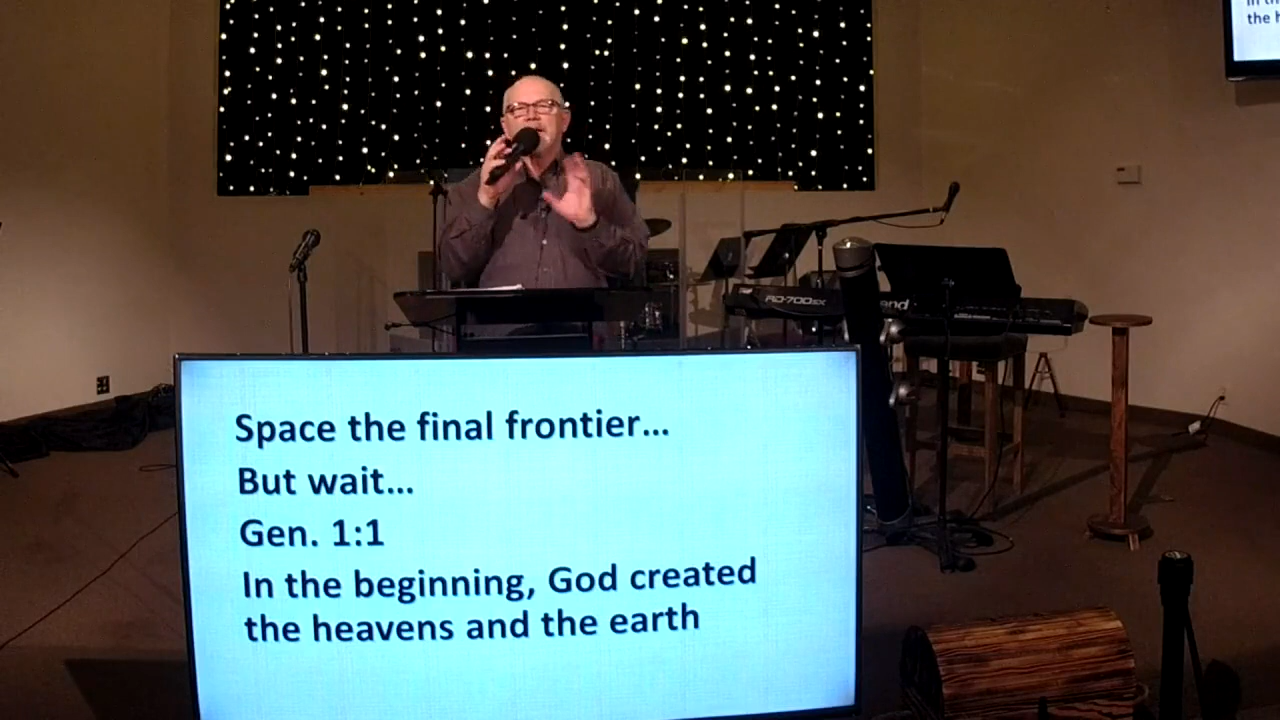 the
RD-700SX
Space the final frontier...
But wait...
Gen. 1:1
In the beginning, God created
the heavens and the earth